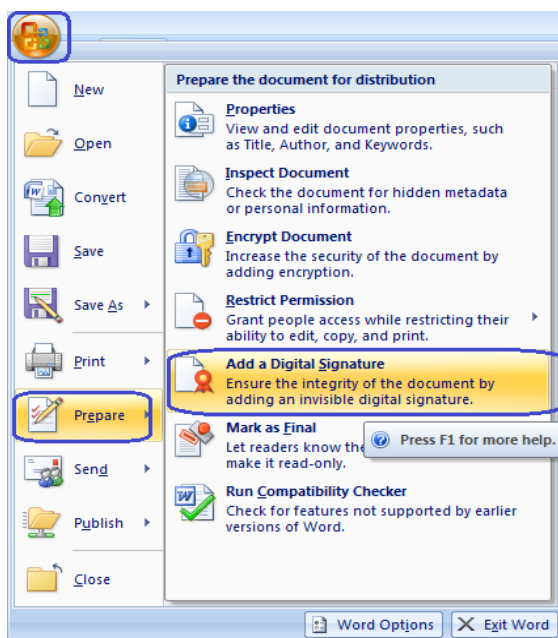 New
Open
Convert
Save
Save As
Print
Prepare
Send
Publish
Close
Prepare the document for distribution
Properties
View and edit document properties, such
as Title, Author, and Keywords.
Inspect Document
Check the document for hidden metadata
or personal information.
Encrypt Document
Increase the security of the document by
adding encryption.
Restrict Permission
Grant people access while restricting their
ability to edit, copy, and print.
Add a Digital Signature
Ensure the integrity of the document by
adding an invisible digital signature.
Mark as Final
Let readers know the
make it read-only.
Press F1 for more help.
Run Compatibility Checker
Check for features not supported by earlier
versions of Word.
Word Options
Exit Word